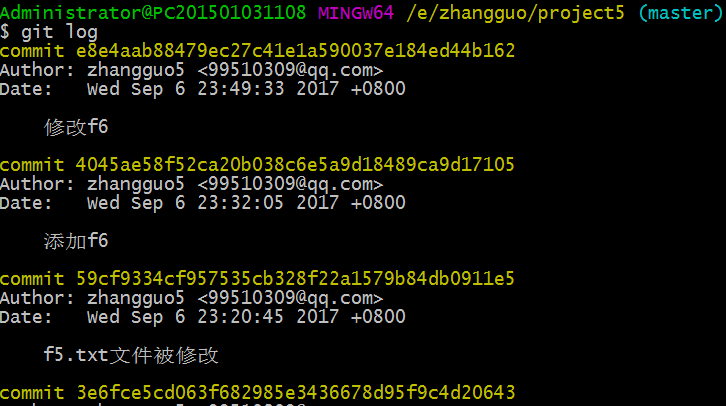 Administrator@PC201501031108 MINGW64 /e/zhangguo/project5 (master)
$ git log
commit e8e4aab88479ec27c41e1a590037e184ed44b162
Author: zhangguo5 <99510309@qq.com>
Date:   Wed Sep 6 23:49:33 2017 +0800
修改f6
commit 4045ae58f52ca20b038c6e5a9d18489ca9d17105
Author: zhangguo5 <99510309@qq.com>
Date:   Wed Sep 6 23:32:05 2017 +0800
添加f6
commit 59cf9334cf957535cb328f22a1579b84db0911e5
Author: zhangguo5 <99510309@qq.com>
Date:   Wed Sep 6 23:20:45 2017 +0800
f5.txt文件被修改
commit 3e6fce5cd063f682985e3436678d95f9c4d20643